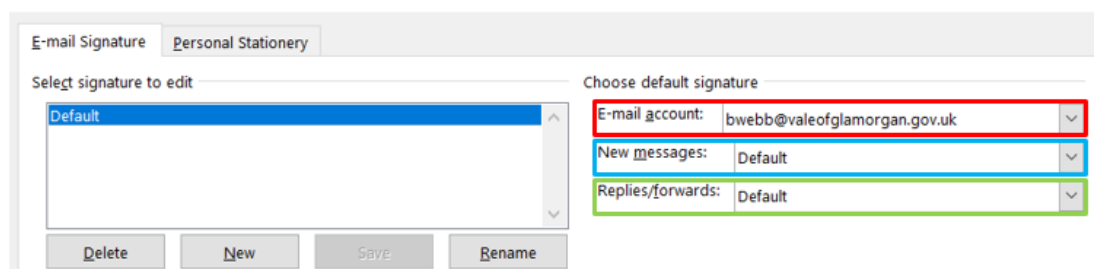 E-mail Signature Personal Stationery
Select signature to edit Choose default signature
Default
E-mail account: bwebb@valeofglamorgan.gov.uk
New messages: Default
Replies/forwards: Default
Delete New Save Rename